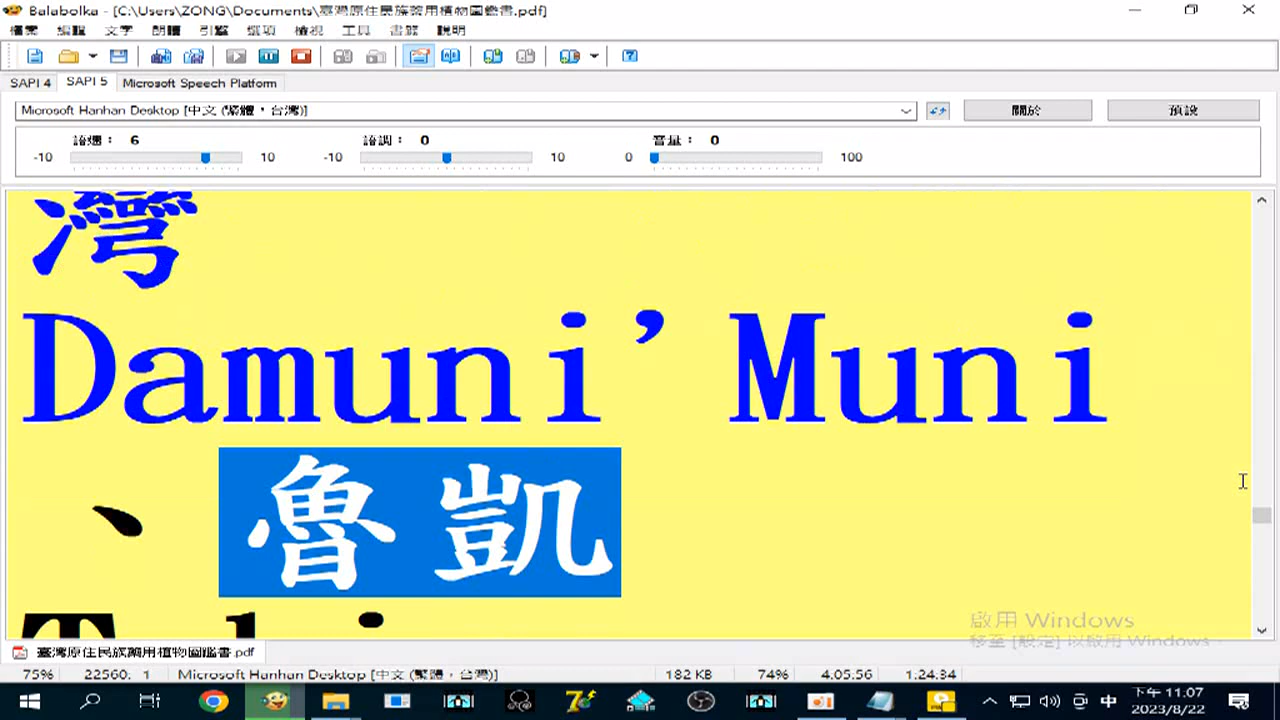 Balabolka - [C:\Users\ZONG\Documents\臺灣原住民族藥用植物圖鑑書.pdf]
檔案 編輯 文字 朗讀 引擎 選項 檢視 工具 書籤 說明
SAPI 4 SAPI 5 Microsoft Speech Platform
Microsoft Hanhan Desktop [中文 (繁體，台灣)] 關於 預設
語速： 6 語調： 0 音量： 0
-10 10 -10 10 0 100
灣
Damuni’Muni
、魯凱
啟用 Windows
移至 [設定] 以啟用 Windows。
臺灣原住民族藥用植物圖鑑書.pdf
75% 22560: 1 Microsoft Hanhan Desktop [中文 (繁體，台灣)] 182 KB 74% 4.05.56 1.24.34
中 下午 11:07
2023/8/22